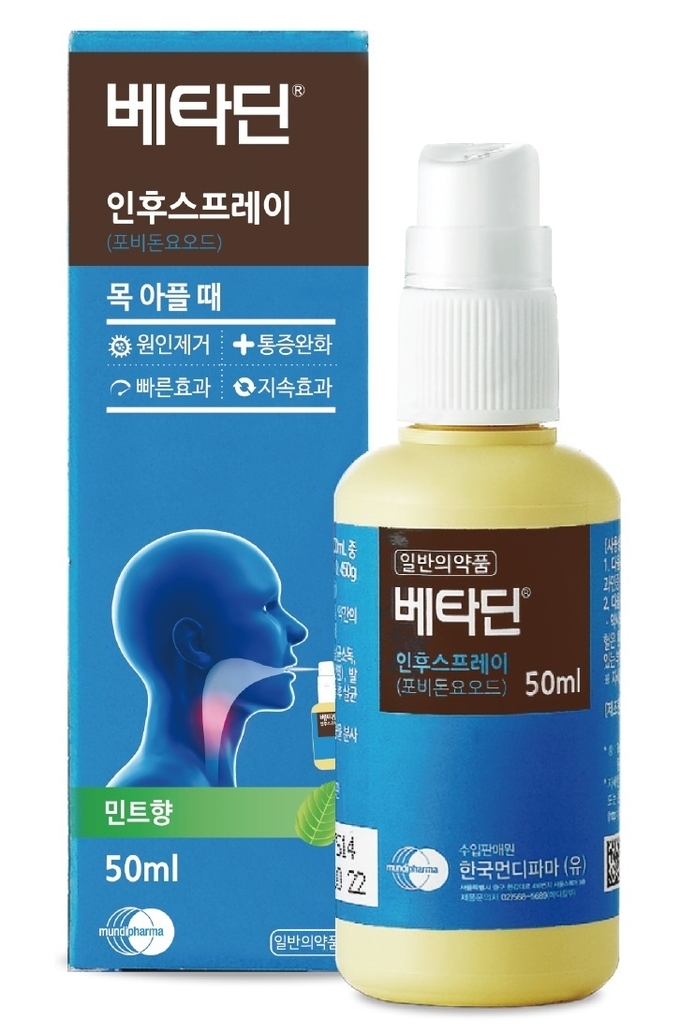 베타딘®
인후스프레이
(포비돈요오드)
목 아플 때
원인제거 통증완화
빠른효과 지속효과
민트향
50ml
mundipharma
일반의약품
일반의약품
베타딘®
인후스프레이
(포비돈요오드) 50ml
수입판매원
한국먼디파마 (유)
mundipharma